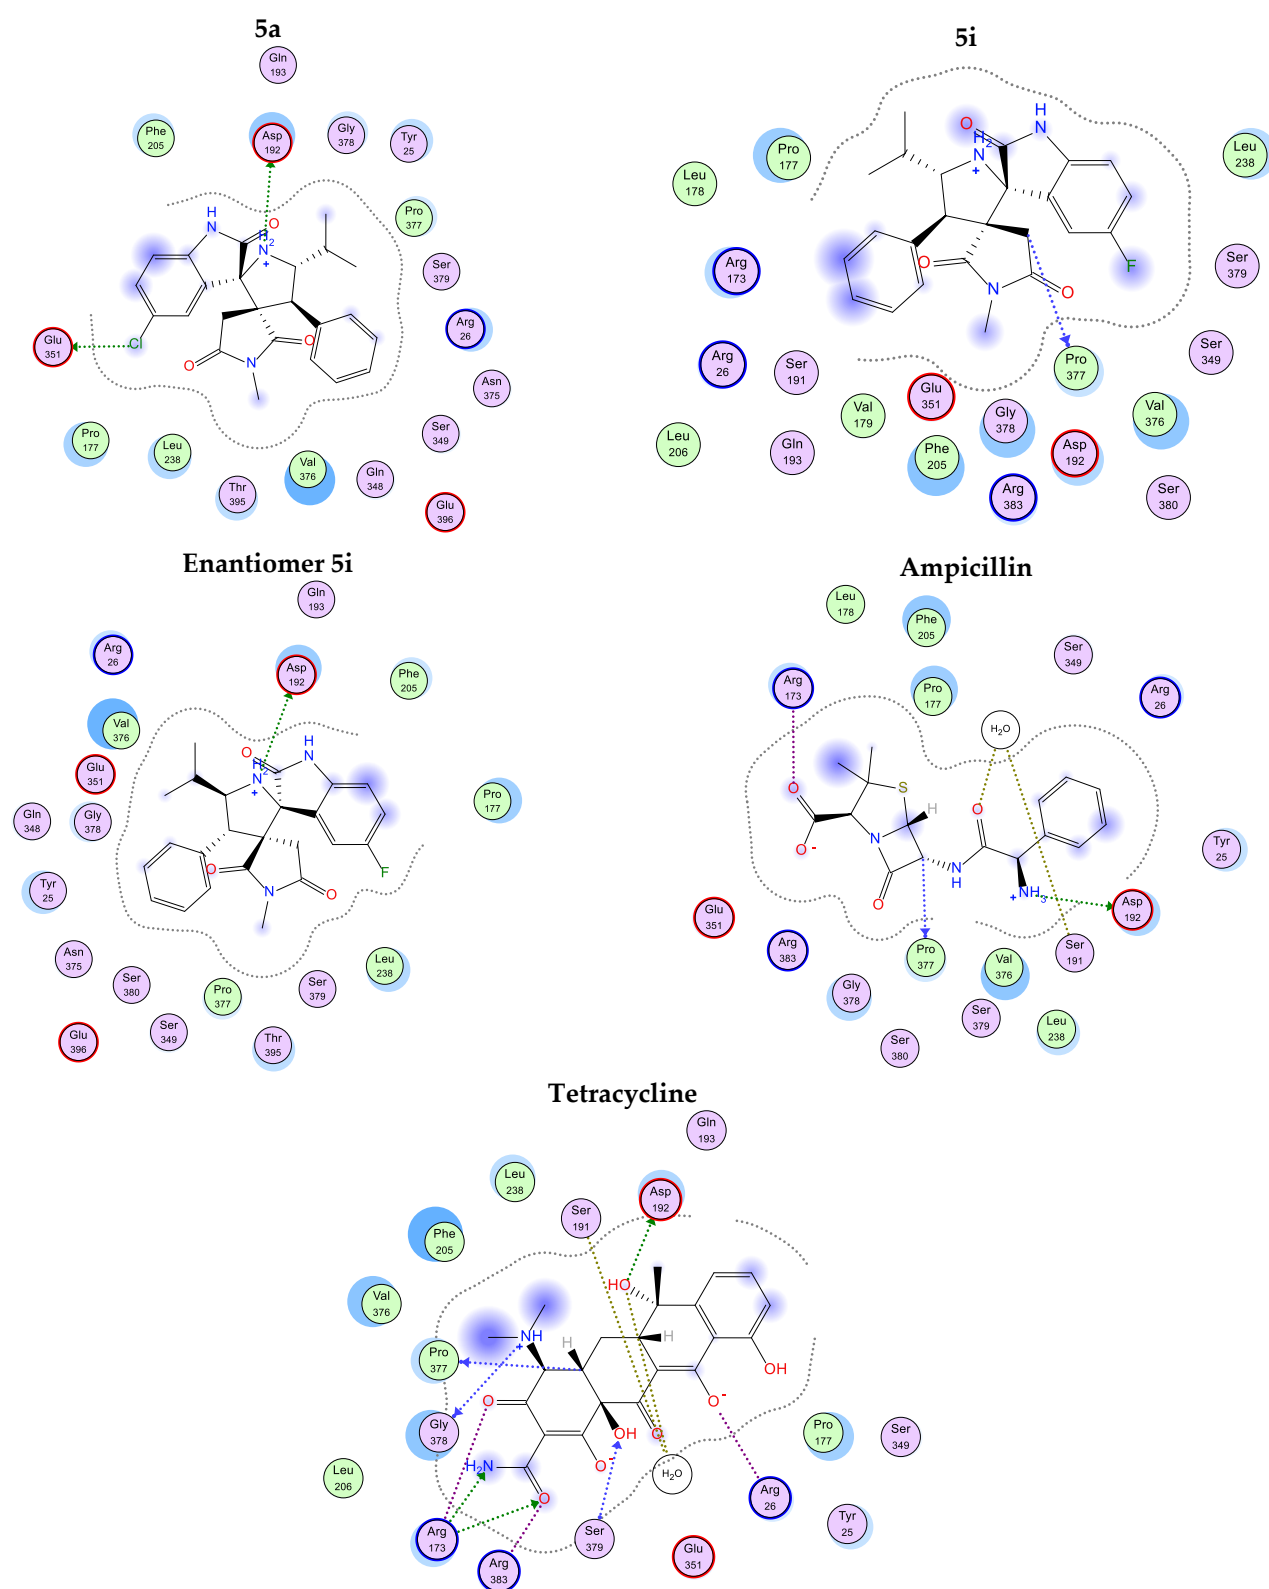 5a
Gln
193
Phe
205
Asp
192
Gly
378
Tyr
25
Pro
377
Ser
379
Arg
26
Asn
375
Ser
349
Glu
396
Gln
348
Val
376
Thr
395
Leu
238
Pro
177
Glu
351
H
N
O
H
N2
+
Cl
O
N
O
5i
Pro
177
Leu
178
Arg
173
Arg
26
Ser
191
Leu
206
Gln
193
Val
179
Glu
351
Phe
205
Gly
378
Arg
383
Asp
192
Pro
377
Val
376
Ser
380
Ser
349
Ser
379
Leu
238
O
H
N
H2
N
+
O
N
O
F
Enantiomer 5i
Gln
193
Arg
26
Asp
192
Phe
205
Val
376
Glu
351
Gln
348
Gly
378
Pro
177
Tyr
25
Asn
375
Ser
380
Glu
396
Ser
349
Pro
377
Thr
395
Ser
379
Leu
238
O
H
N
H2
N
+
O
N
O
F
Ampicillin
Leu
178
Phe
205
Ser
349
Arg
173
Pro
177
Arg
26
H2O
Tyr
25
Asp
192
Ser
191
Glu
351
Arg
383
Pro
377
Val
376
Gly
378
Ser
379
Ser
380
Leu
238
O
O-
S
H
N
O
N
H
O
NH3
+
Tetracycline
Gln
193
Leu
238
Asp
192
Ser
191
Phe
205
Val
376
Pro
377
Gly
378
Leu
206
Arg
173
Arg
383
Ser
379
Glu
351
Arg
26
Tyr
25
Pro
177
Ser
349
H2O
HO
NH
+
H
H
O
OH
O
O-
OH
O-
H2N
O